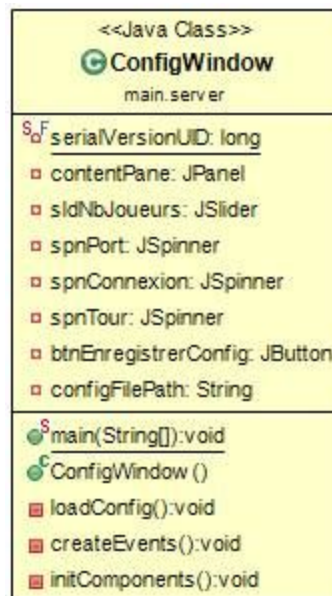 <<Java Class>>
C ConfigWindow
main.server
S F serialVersionUID: long
contentPane: JPanel
sldNbJoueurs: JSlider
spnPort: JSpinner
spnConnexion: JSpinner
spnTour: JSpinner
btnEnregistrerConfig: JButton
configFilePath: String
S main(String[]):void
C ConfigWindow()
loadConfig():void
createEvents():void
initComponents():void